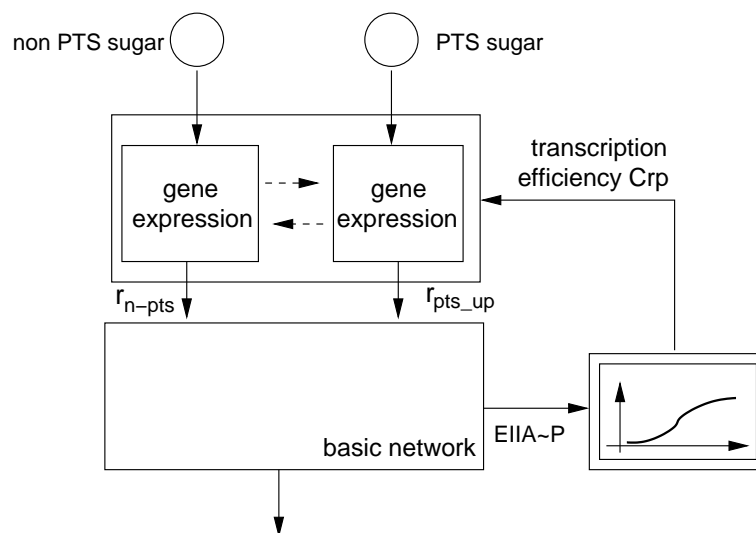 non PTS sugar
PTS sugar
transcription
efficiency Crp
gene
expression
gene
expression
r_{n−pts}
r_{pts_up}
basic network
EIIA~P